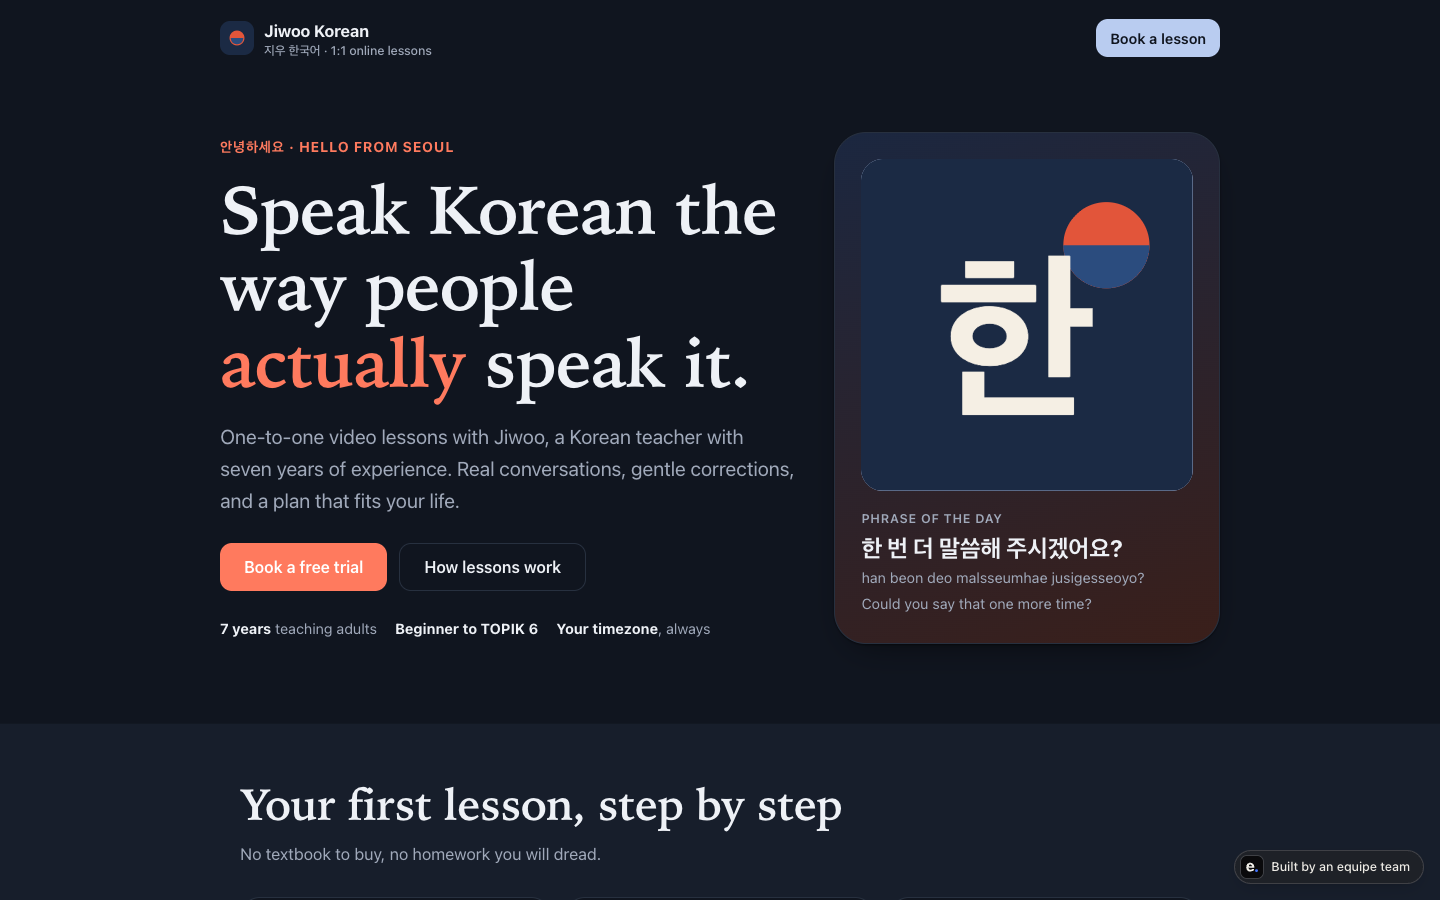 Jiwoo Korean
지우 한국어 · 1:1 online lessons
Book a lesson
안녕하세요 · HELLO FROM SEOUL
Speak Korean the
way people
actually speak it.
One-to-one video lessons with Jiwoo, a Korean teacher with
seven years of experience. Real conversations, gentle corrections,
and a plan that fits your life.
Book a free trial
How lessons work
7 years teaching adults
Beginner to TOPIK 6
Your timezone, always
한
PHRASE OF THE DAY
한 번 더 말씀해 주시겠어요?
han beon deo malsseumhae jusigesseoyo?
Could you say that one more time?
Your first lesson, step by step
No textbook to buy, no homework you will dread.
e.
Built by an equipe team